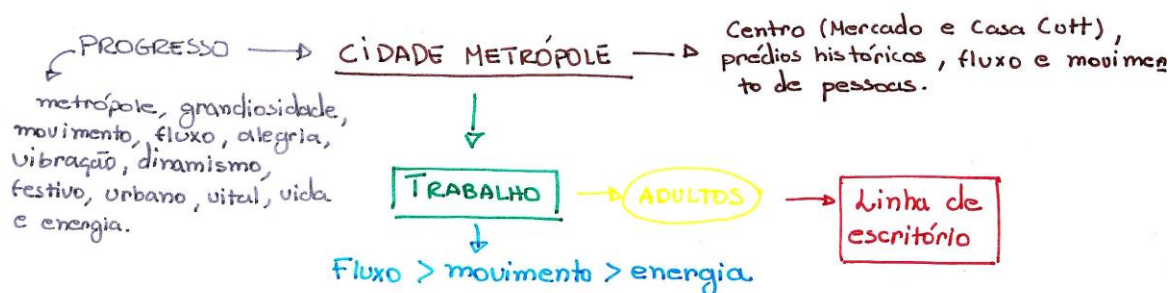 PROGRESSO
metrópole, grandiosidade,
movimento, fluxo, alegria,
vibração, dinamismo,
festivo, urbano, vital, vida
e energia.
CIDADE METRÓPOLE
Centro (Mercado e Casa Cott),
prédios históricos, fluxo e movimen
to de pessoas.
TRABALHO
ADULTOS
Linha de
escritório
Fluxo > movimento > energia